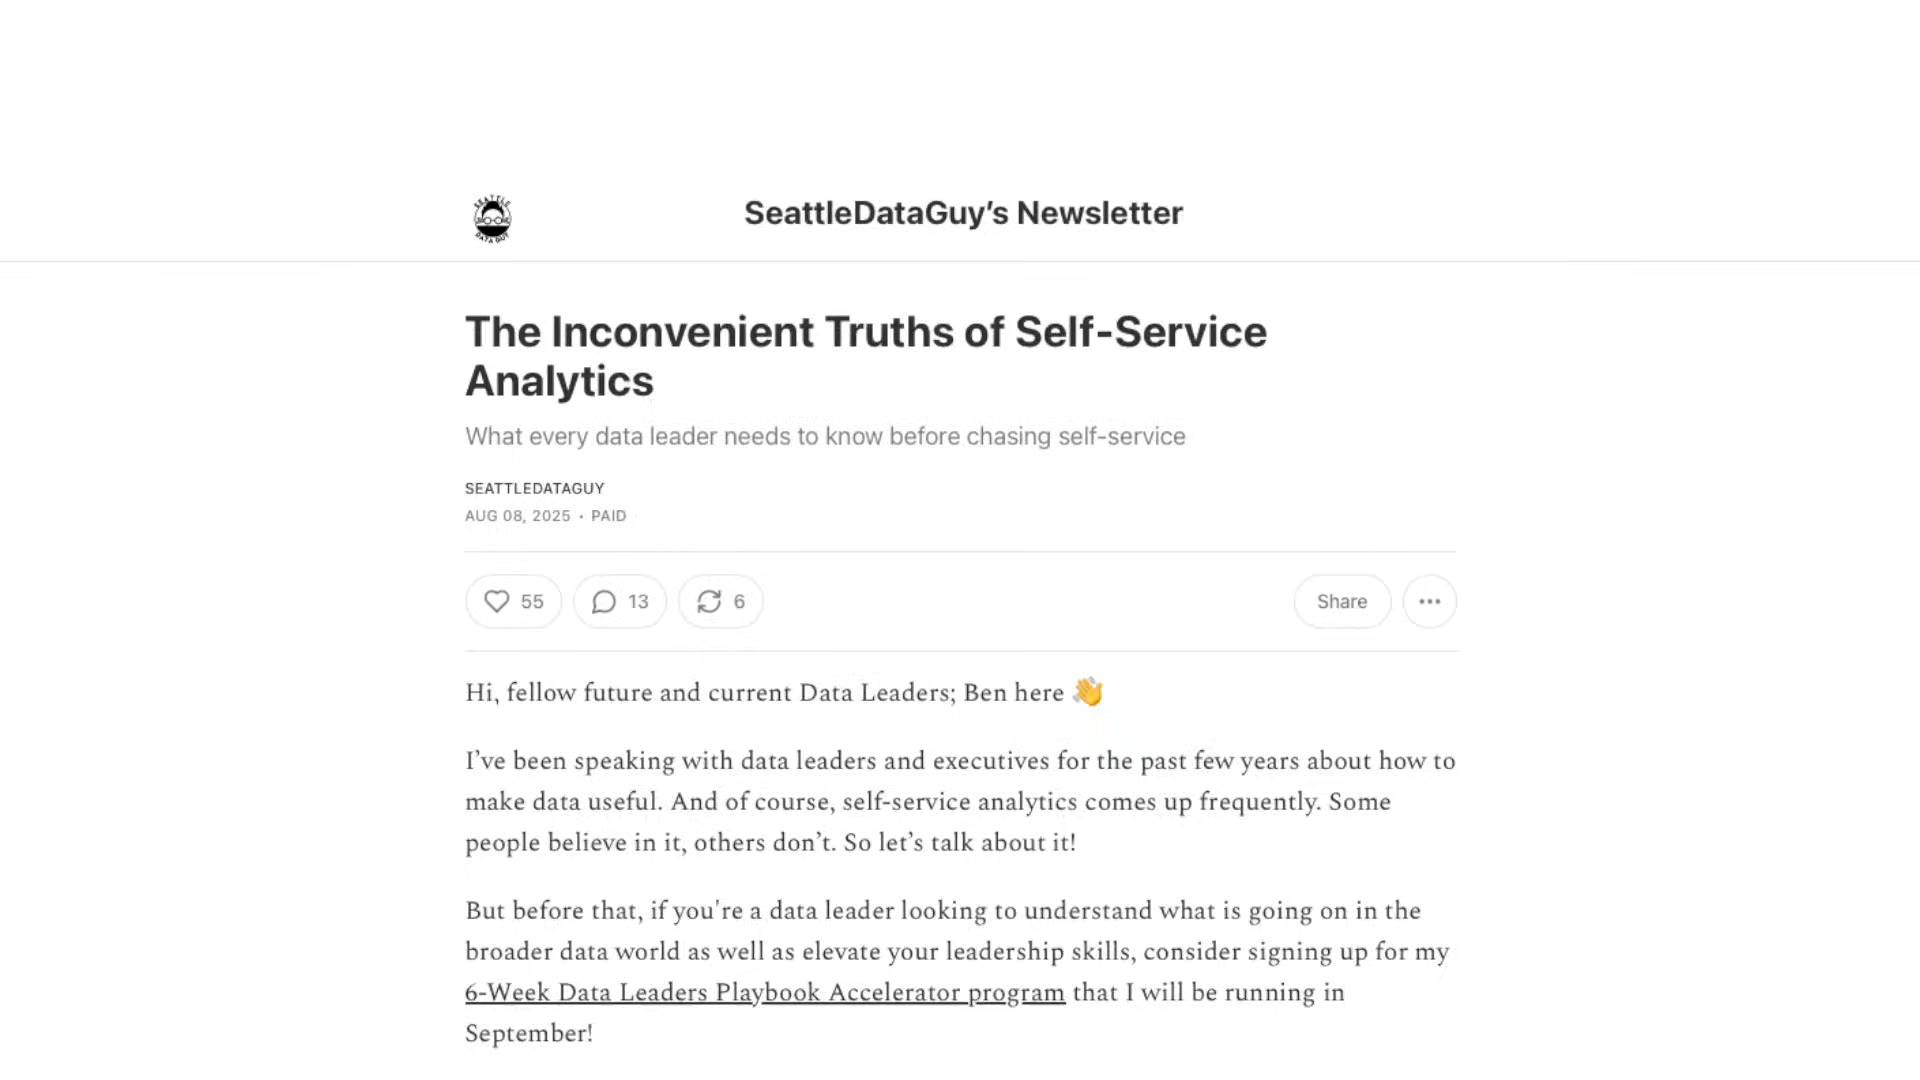 SEATTLE
DATA GUY
SeattleDataGuy’s Newsletter
The Inconvenient Truths of Self-Service
Analytics
What every data leader needs to know before chasing self-service
SEATTLEDATAGUY
AUG 08, 2025 • PAID
55 13 6 Share
Hi, fellow future and current Data Leaders; Ben here 👋
I’ve been speaking with data leaders and executives for the past few years about how to
make data useful. And of course, self-service analytics comes up frequently. Some
people believe in it, others don’t. So let’s talk about it!
But before that, if you're a data leader looking to understand what is going on in the
broader data world as well as elevate your leadership skills, consider signing up for my
6-Week Data Leaders Playbook Accelerator program that I will be running in
September!